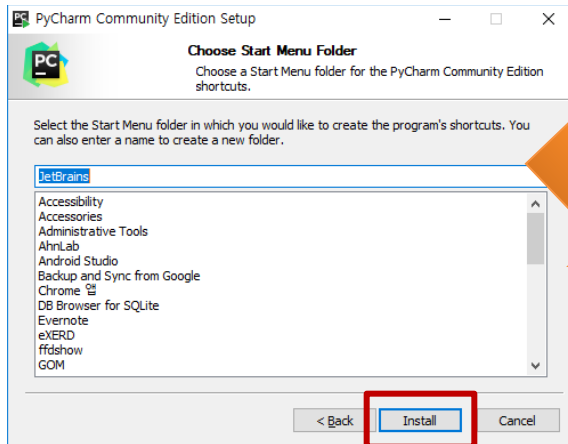 PyCharm Community Edition Setup
Choose Start Menu Folder
Choose a Start Menu folder for the PyCharm Community Edition
shortcuts.
PC
Select the Start Menu folder in which you would like to create the program's shortcuts. You
can also enter a name to create a new folder.
JetBrains
Accessibility
Accessories
Administrative Tools
AhnLab
Android Studio
Backup and Sync from Google
Chrome 앱
DB Browser for SQLite
Evernote
eXERD
ffdshow
GOM
< Back Install Cancel